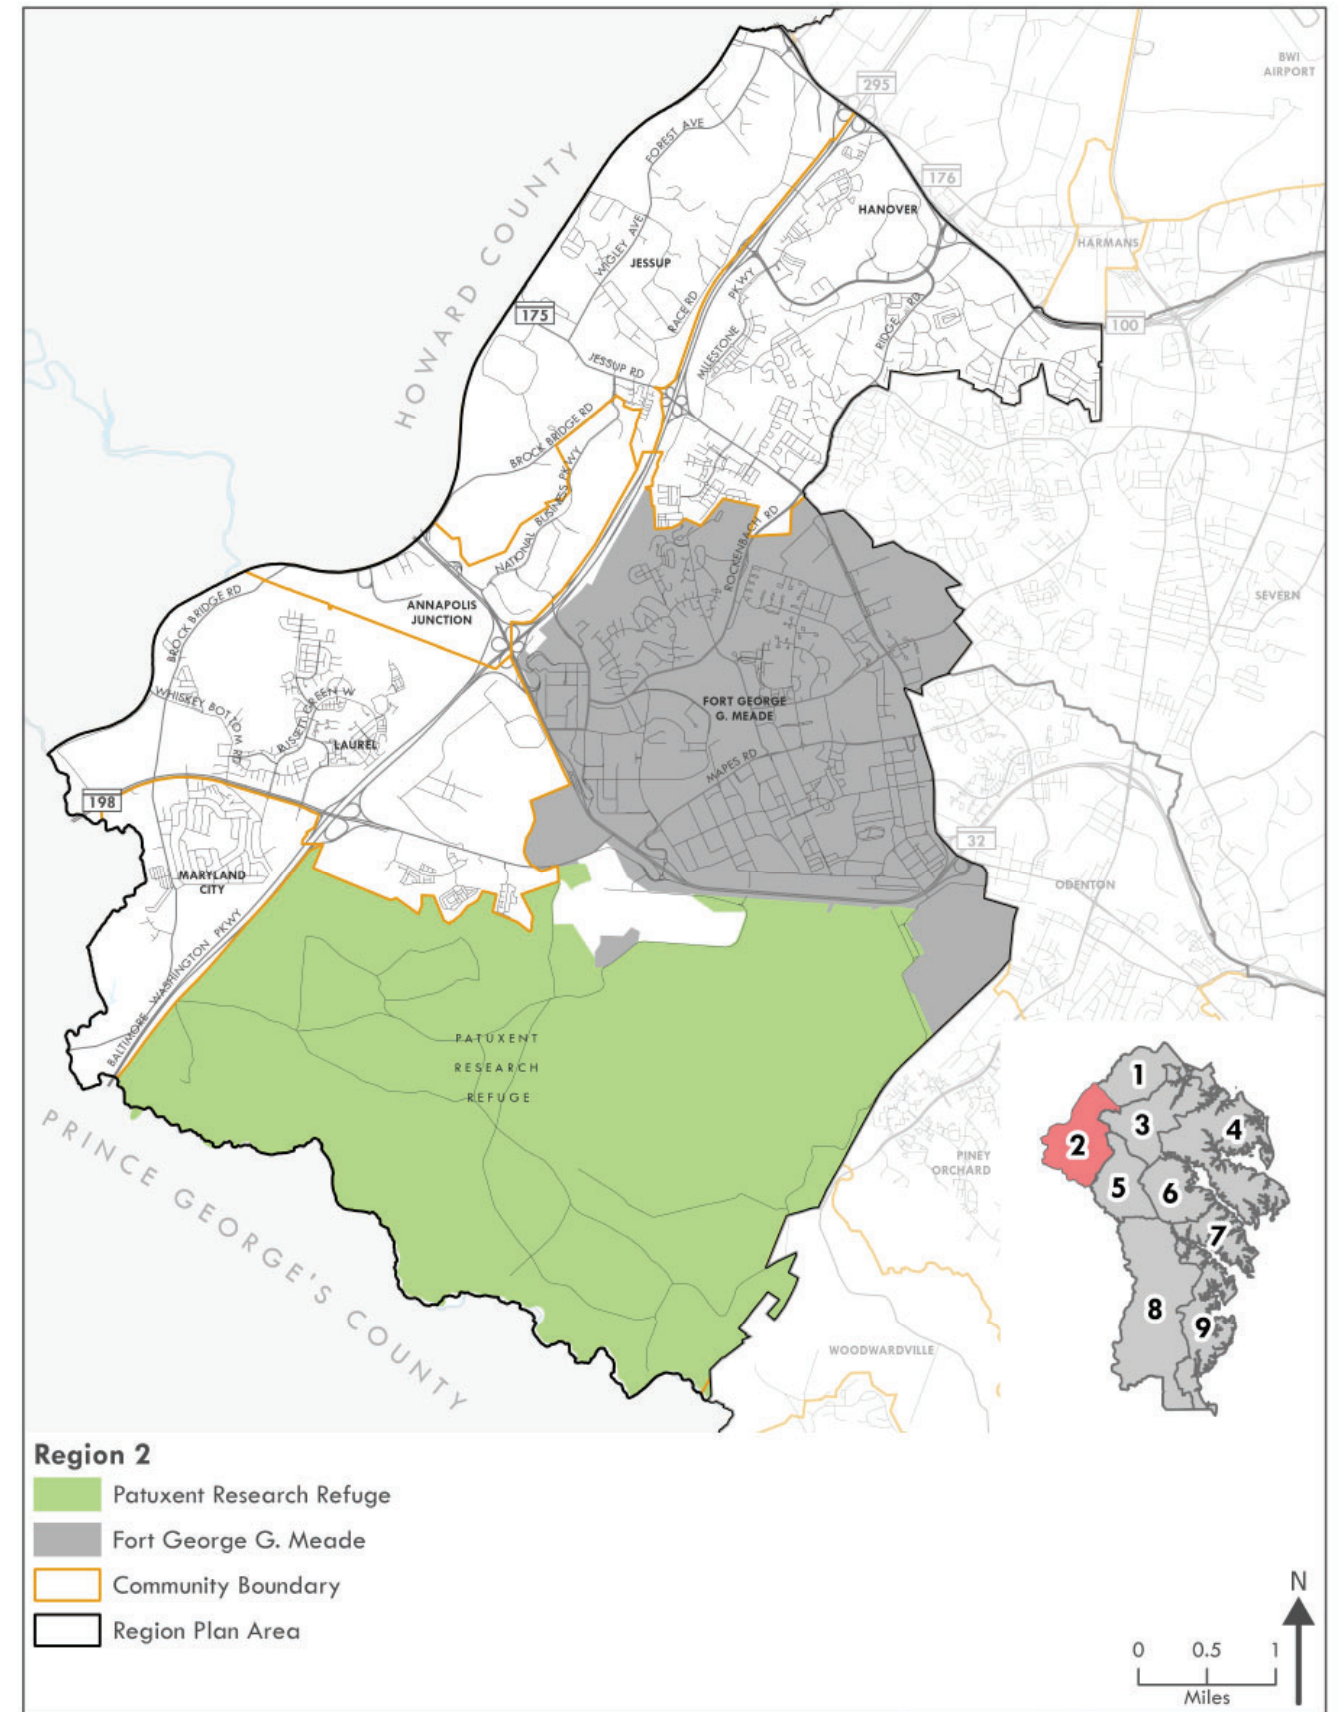 BWI
AIRPORT
295
FOREST AVE
HOWARD COUNTY
176
HANOVER
WIGLEY AVE
HARMANS
JESSUP
PKWY
RACE RD
RIDGE RD
175
100
MILESTONE
JESSUP RD
BROCK BRIDGE RD
NATIONAL BUSINESS PKWY
ROCKENBACH RD
SEVERN
ANNAPOLIS
JUNCTION
BROCK BRIDGE RD
WHISKEY BOTTOM RD
RUSSETT GREEN W
FORT GEORGE
G. MEADE
LAUREL
MAPES RD
198
32
MARYLAND
CITY
ODENTON
BALTIMORE - WASHINGTON PKWY
PATUXENT
RESEARCH
REFUGE
PRINCE GEORGE'S COUNTY
PINEY
ORCHARD
WOODWARDVILLE
1
2
3
4
5
6
7
8
9
Region 2
Patuxent Research Refuge
Fort George G. Meade
Community Boundary
Region Plan Area
N
0 0.5 1
Miles